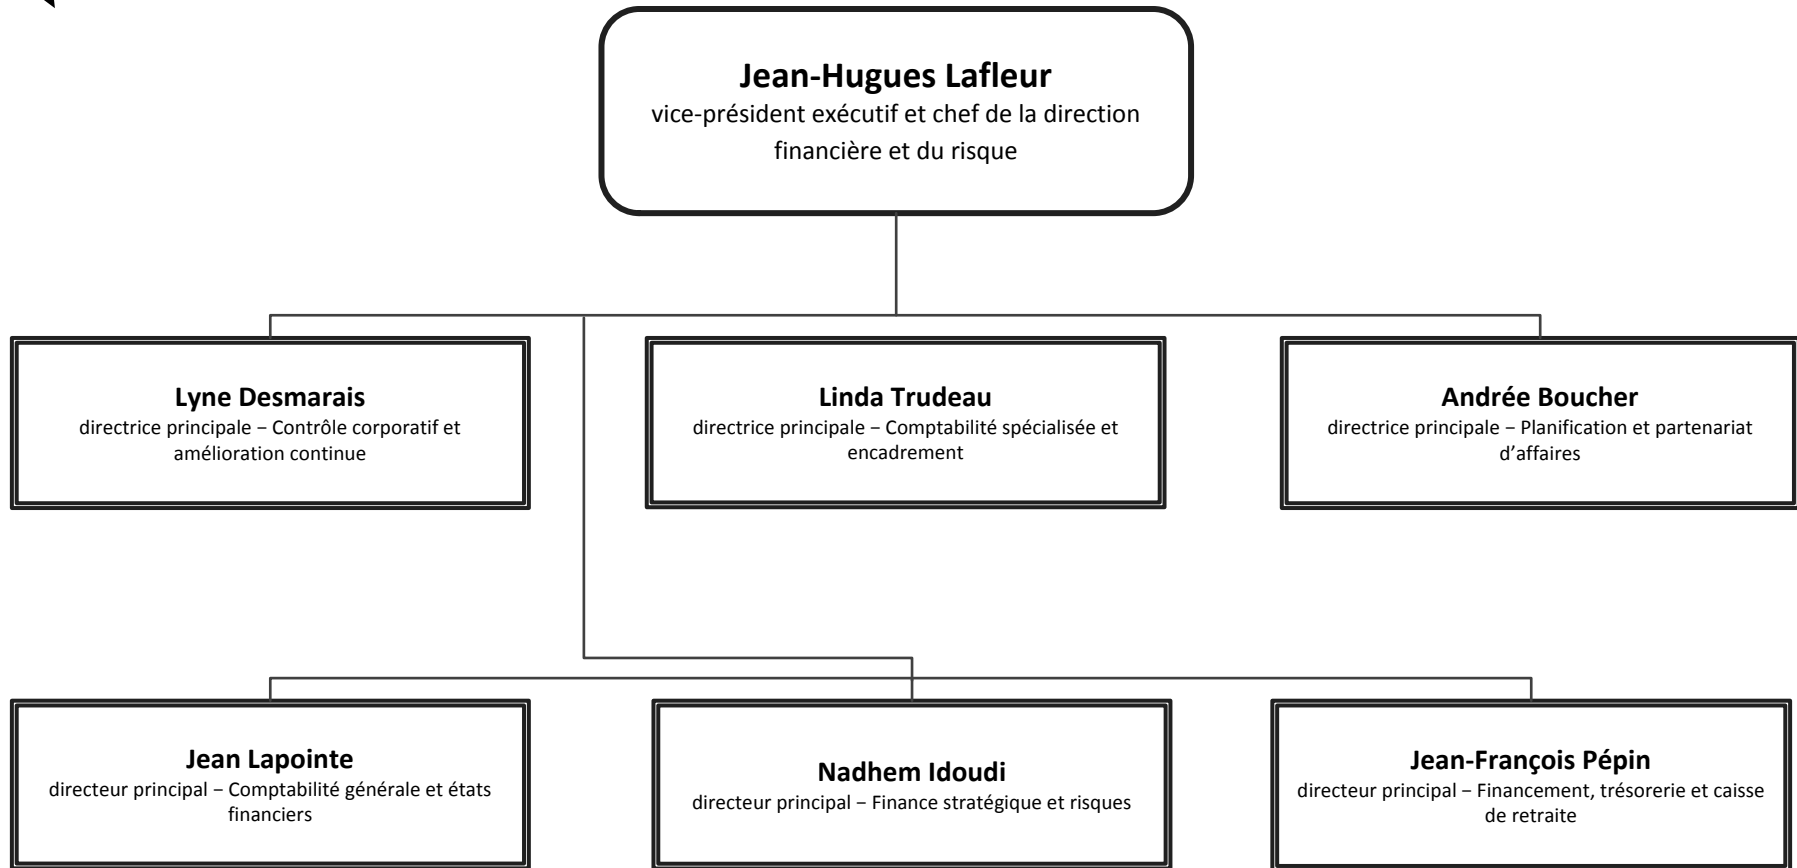 Jean-Hugues Lafleur
vice-président exécutif et chef de la direction
financière et du risque
Lyne Desmarais
directrice principale – Contrôle corporatif et
amélioration continue
Linda Trudeau
directrice principale – Comptabilité spécialisée et
encadrement
Andrée Boucher
directrice principale – Planification et partenariat
d’affaires
Jean Lapointe
directeur principal – Comptabilité générale et états
financiers
Nadhem Idoudi
directeur principal – Finance stratégique et risques
Jean-François Pépin
directeur principal – Financement, trésorerie et caisse
de retraite